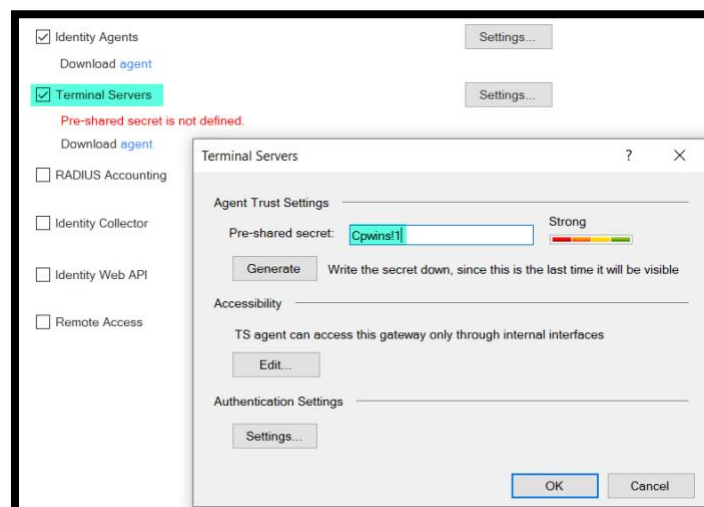 Identity Agents Settings...
Download agent
Terminal Servers Settings...
Pre-shared secret is not defined.
Download agent
RADIUS Accounting
Identity Collector
Identity Web API
Remote Access
Terminal Servers ? X
Agent Trust Settings
Strong
Pre-shared secret: Cpwins!1
Generate Write the secret down, since this is the last time it will be visible
Accessibility
TS agent can access this gateway only through internal interfaces
Edit...
Authentication Settings
Settings...
OK Cancel